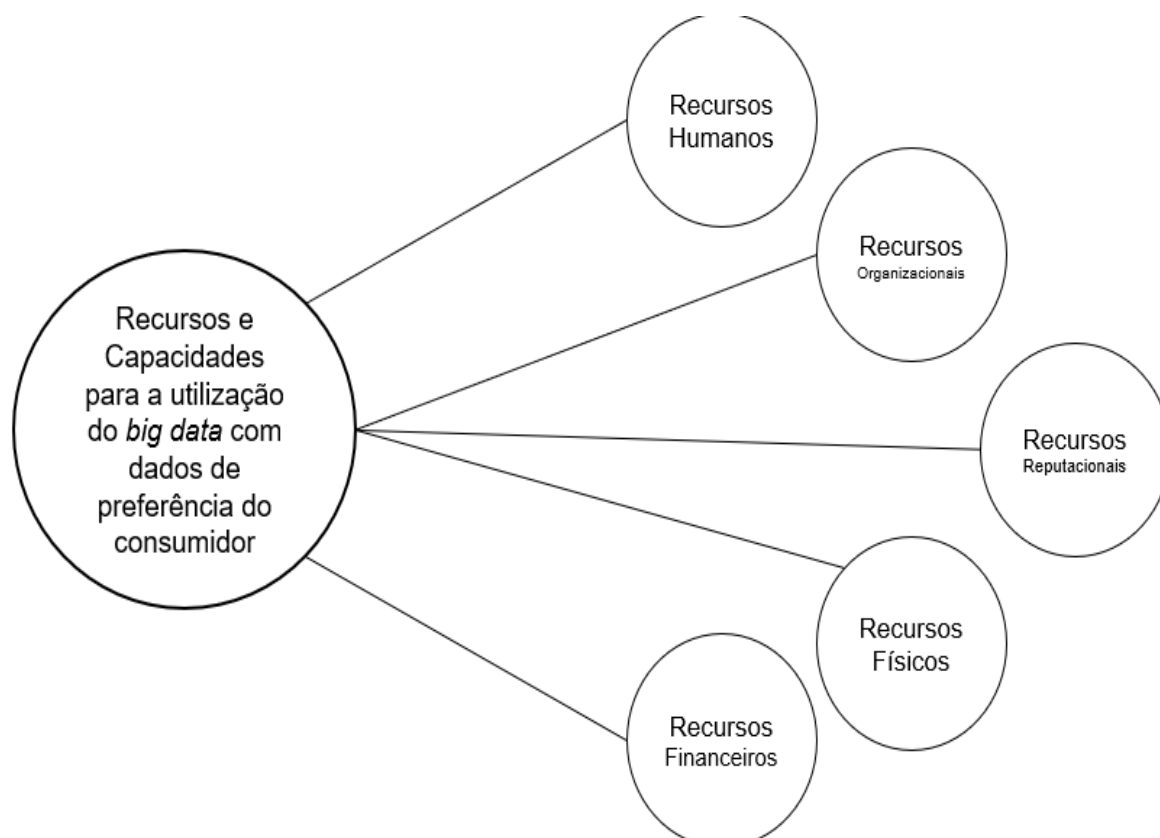 Recursos e
Capacidades
para a utilização
do big data com
dados de
preferência do
consumidor
Recursos
Humanos
Recursos
Organizacionais
Recursos
Reputacionais
Recursos
Físicos
Recursos
Financeiros